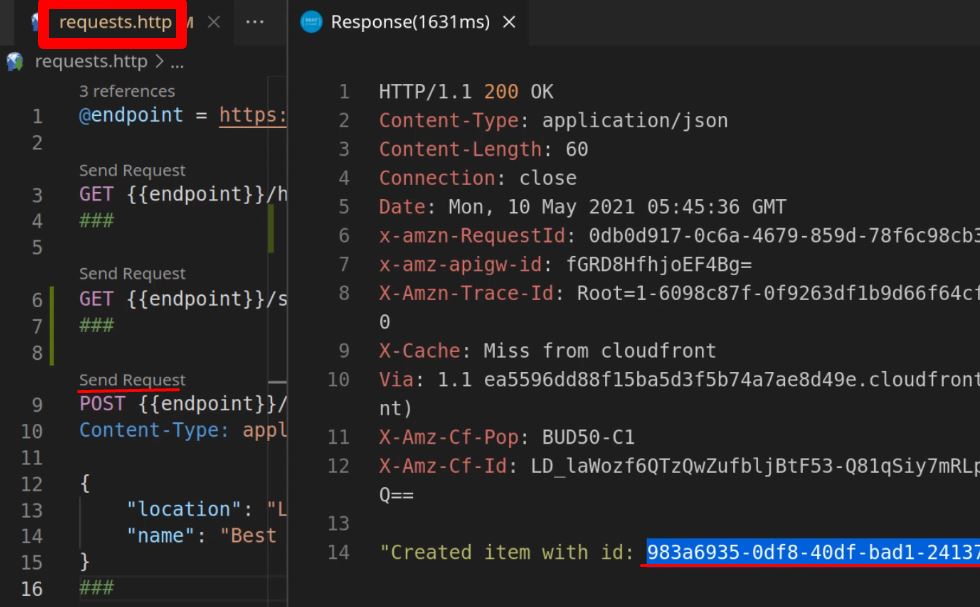 requests.http M
requests.http > ...
3 references
1 @endpoint = https:
2
Send Request
3 GET {{endpoint}}/h
4 ###
5
Send Request
6 GET {{endpoint}}/s
7 ###
8
Send Request
9 POST {{endpoint}}/
10 Content-Type: appl
11
12 {
13 "location": "L
14 "name": "Best
15 }
16 ###
Response(1631ms)
1 HTTP/1.1 200 OK
2 Content-Type: application/json
3 Content-Length: 60
4 Connection: close
5 Date: Mon, 10 May 2021 05:45:36 GMT
6 x-amzn-RequestId: 0db0d917-0c6a-4679-859d-78f6c98cb3
7 x-amz-apigw-id: fGRD8HfhjoEF4Bg=
8 X-Amzn-Trace-Id: Root=1-6098c87f-0f9263df1b9d66f64cf
0
9 X-Cache: Miss from cloudfront
10 Via: 1.1 ea5596dd88f15ba5d3f5b74a7ae8d49e.cloudfront
nt)
11 X-Amz-Cf-Pop: BUD50-C1
12 X-Amz-Cf-Id: LD_laWozf6QTzQwZufbljBtF53-Q81qSiy7mRLp
Q==
13
14 "Created item with id: 983a6935-0df8-40df-bad1-24137